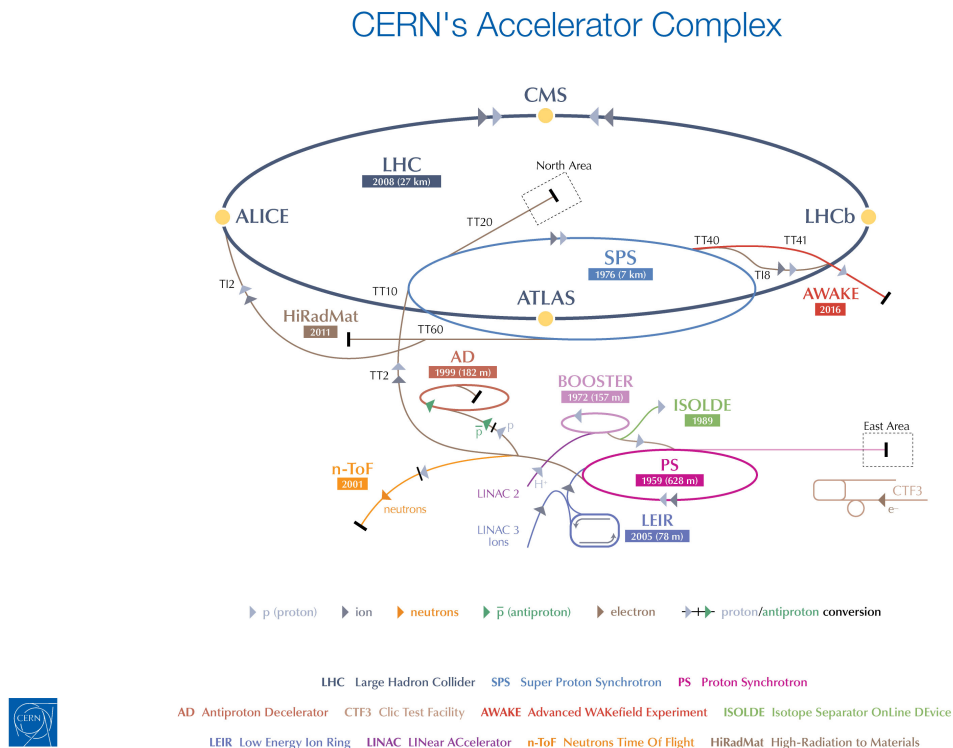 CERN's Accelerator Complex
CMS
LHC
2008 (27 km)
North Area
ALICE
LHCb
TT20
TT40
TT41
SPS
1976 (7 km)
TI8
TI2
TT10
ATLAS
AWAKE
2016
HiRadMat
2011
TT60
AD
1999 (182 m)
TT2
BOOSTER
1972 (157 m)
ISOLDE
1989
p
p̅
East Area
n-ToF
2001
PS
1959 (628 m)
H⁺
LINAC 2
neutrons
CTF3
e⁻
LEIR
2005 (78 m)
LINAC 3
Ions
p (proton) ion neutrons p̅ (antiproton) electron proton/antiproton conversion
LHC Large Hadron Collider SPS Super Proton Synchrotron PS Proton Synchrotron
AD Antiproton Decelerator CTF3 Clic Test Facility AWAKE Advanced WAKefield Experiment ISOLDE Isotope Separator OnLine DEvice
LEIR Low Energy Ion Ring LINAC LINear ACcelerator n-ToF Neutrons Time Of Flight HiRadMat High-Radiation to Materials
CERN